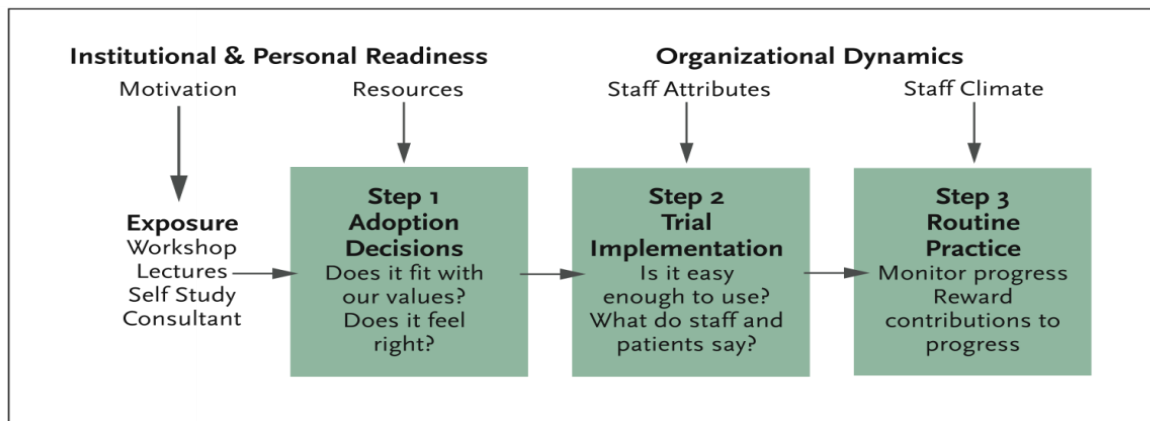 Institutional & Personal Readiness
Organizational Dynamics
Motivation
Resources
Staff Attributes
Staff Climate
Exposure
Workshop
Lectures
Self Study
Consultant
Step 1
Adoption
Decisions
Does it fit with
our values?
Does it feel
right?
Step 2
Trial
Implementation
Is it easy
enough to use?
What do staff and
patients say?
Step 3
Routine
Practice
Monitor progress
Reward
contributions to
progress